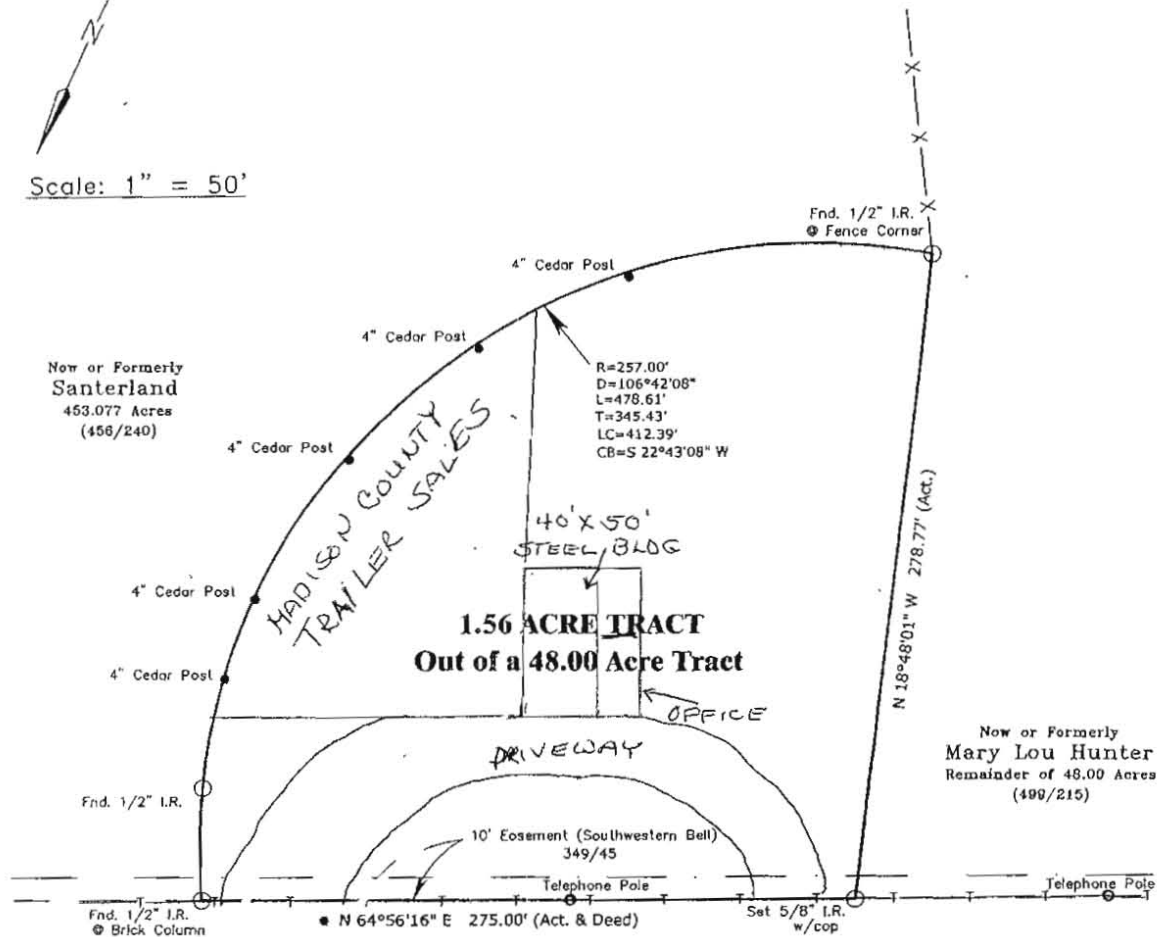 N
Scale: 1" = 50'
Fnd. 1/2" I.R.
@ Fence Corner
4" Cedar Post
4" Cedar Post
R=257.00'
D=106°42'08"
L=478.61'
T=345.43'
LC=412.39'
CB=S 22°43'08" W
Now or Formerly
Santerland
453.077 Acres
(456/240)
4" Cedar Post
MADISON COUNTY
TRAILER SALES
40' X 50'
STEEL BLDG
N 18°48'01" W 278.77' (Act.)
4" Cedar Post
1.56 ACRE TRACT
Out of a 48.00 Acre Tract
4" Cedar Post
OFFICE
DRIVEWAY
Now or Formerly
Mary Lou Hunter
Remainder of 48.00 Acres
(499/215)
Fnd. 1/2" I.R.
10' Easement (Southwestern Bell)
349/45
Telephone Pole
Telephone Pole
Fnd. 1/2" I.R.
@ Brick Column
N 64°56'16" E 275.00' (Act. & Deed)
Set 5/8" I.R.
w/cap